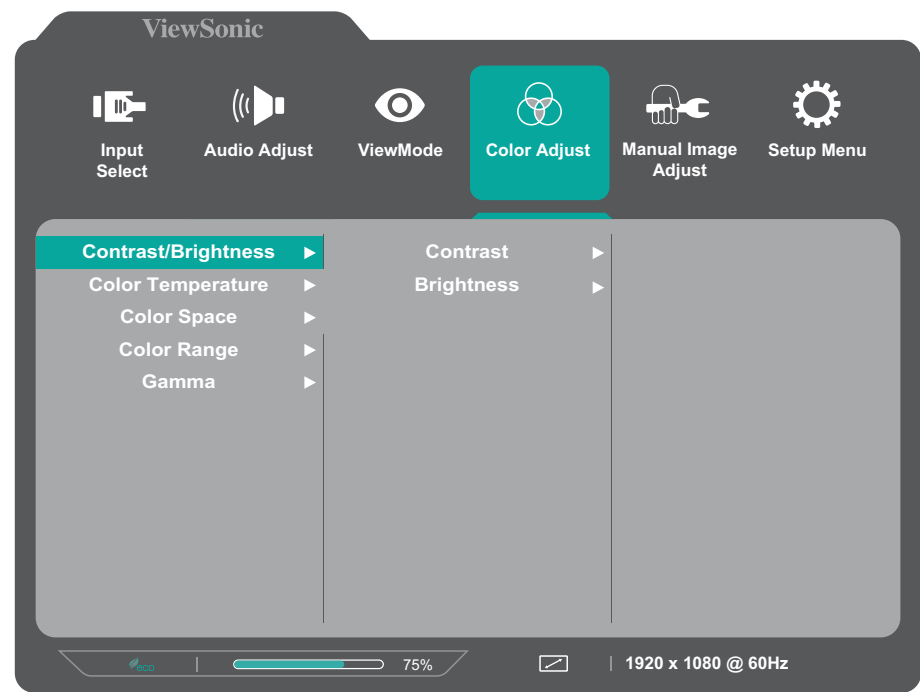 ViewSonic
Input Select
Audio Adjust
ViewMode
Color Adjust
Manual Image Adjust
Setup Menu
Contrast/Brightness
Color Temperature
Color Space
Color Range
Gamma
Contrast
Brightness
eco
75%
1920 x 1080 @ 60Hz